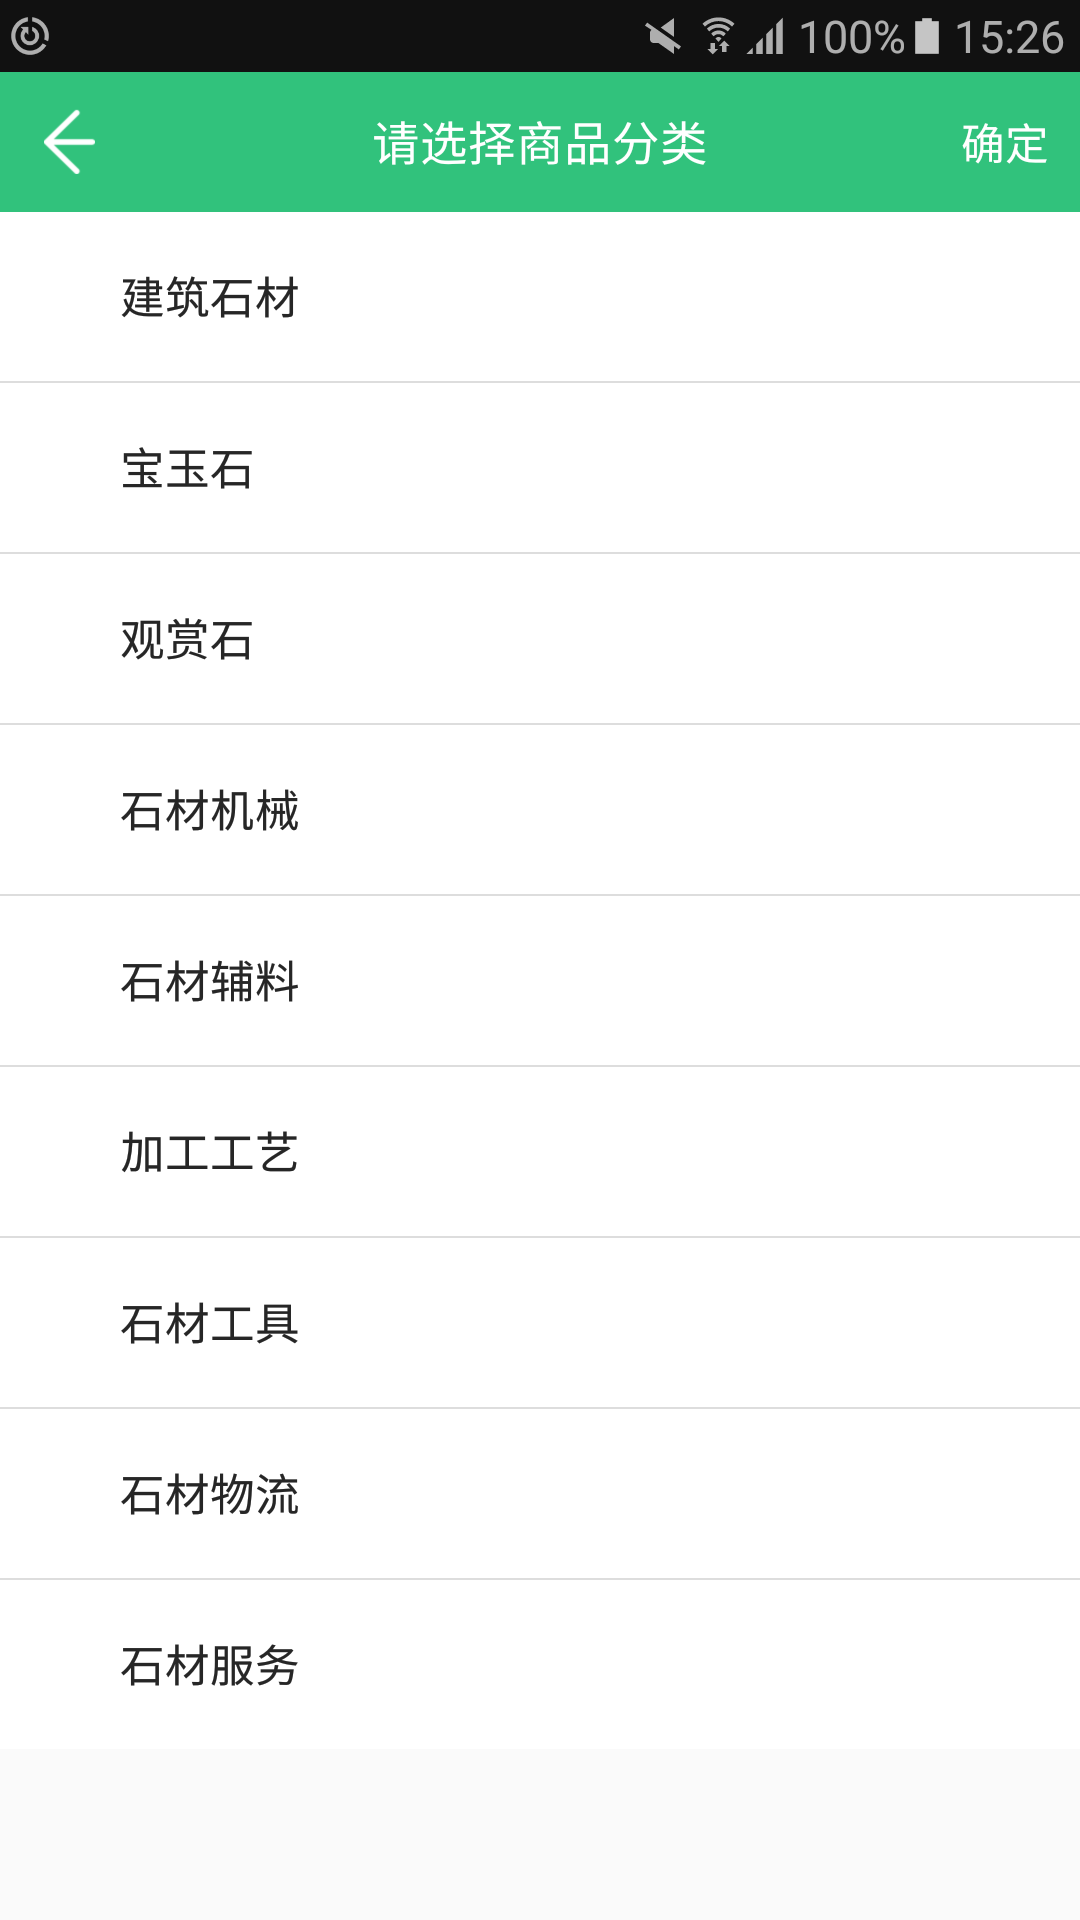 100% 15:26
请选择商品分类 确定
建筑石材
宝玉石
观赏石
石材机械
石材辅料
加工工艺
石材工具
石材物流
石材服务